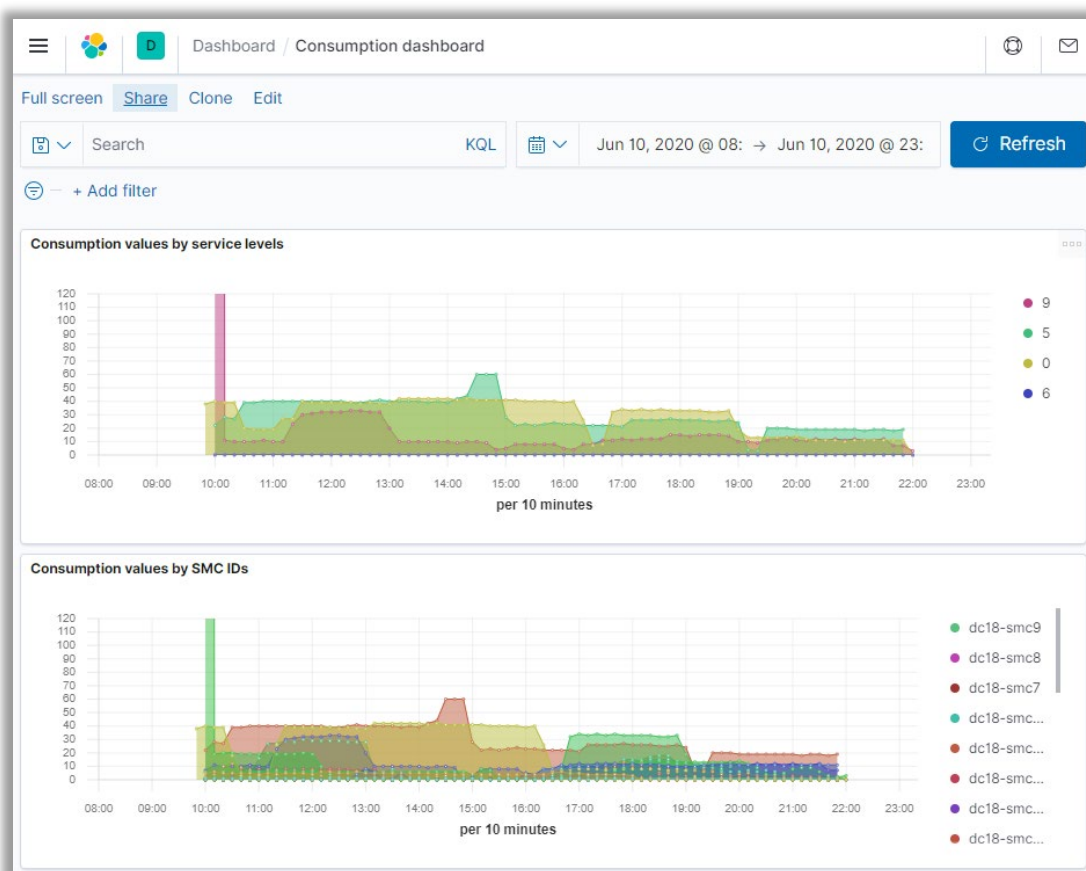 D Dashboard / Consumption dashboard
Full screen Share Clone Edit
Search KQL Jun 10, 2020 @ 08: → Jun 10, 2020 @ 23: Refresh
+ Add filter
Consumption values by service levels
120
110
100
90
80
70
60
50
40
30
20
10
0
08:00 09:00 10:00 11:00 12:00 13:00 14:00 15:00 16:00 17:00 18:00 19:00 20:00 21:00 22:00 23:00
per 10 minutes
9
5
0
6
Consumption values by SMC IDs
120
110
100
90
80
70
60
50
40
30
20
10
0
08:00 09:00 10:00 11:00 12:00 13:00 14:00 15:00 16:00 17:00 18:00 19:00 20:00 21:00 22:00 23:00
per 10 minutes
dc18-smc9
dc18-smc8
dc18-smc7
dc18-smc...
dc18-smc...
dc18-smc...
dc18-smc...
dc18-smc...